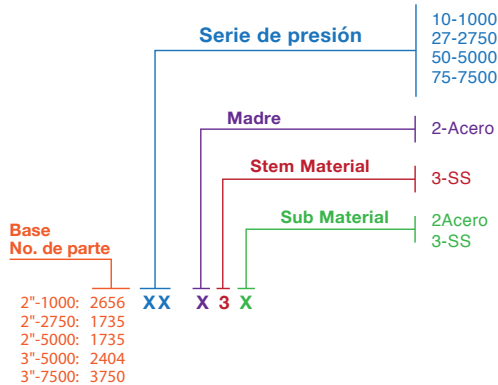 Serie de presión
10-1000
27-2750
50-5000
75-7500
Madre
2-Acero
Stem Material
3-SS
Sub Material
2Acero
3-SS
Base
No. de parte
2"-1000: 2656 XX X 3 X
2"-2750: 1735
2"-5000: 1735
3"-5000: 2404
3"-7500: 3750